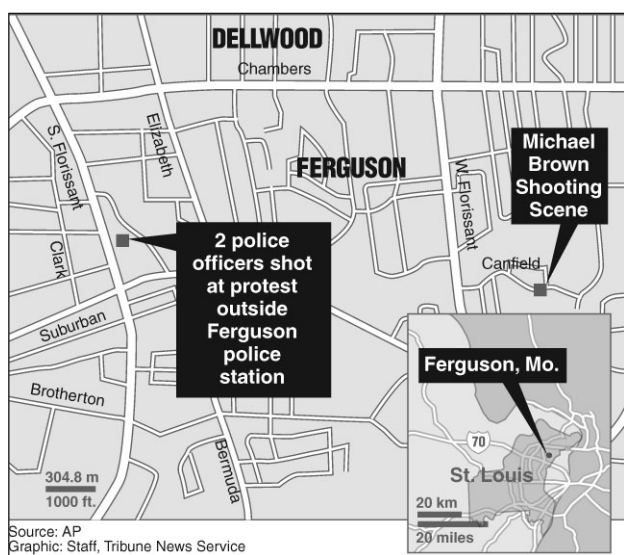 DELLWOOD
Chambers
S. Florissant
Elizabeth
FERGUSON
W. Florissant
Michael
Brown
Shooting
Scene
Clark
2 police
officers shot
at protest
outside
Ferguson
police
station
Canfield
Suburban
Brotherton
Bermuda
Ferguson, Mo.
70
St. Louis
304.8 m
1000 ft.
20 km
20 miles
Source: AP
Graphic: Staff, Tribune News Service